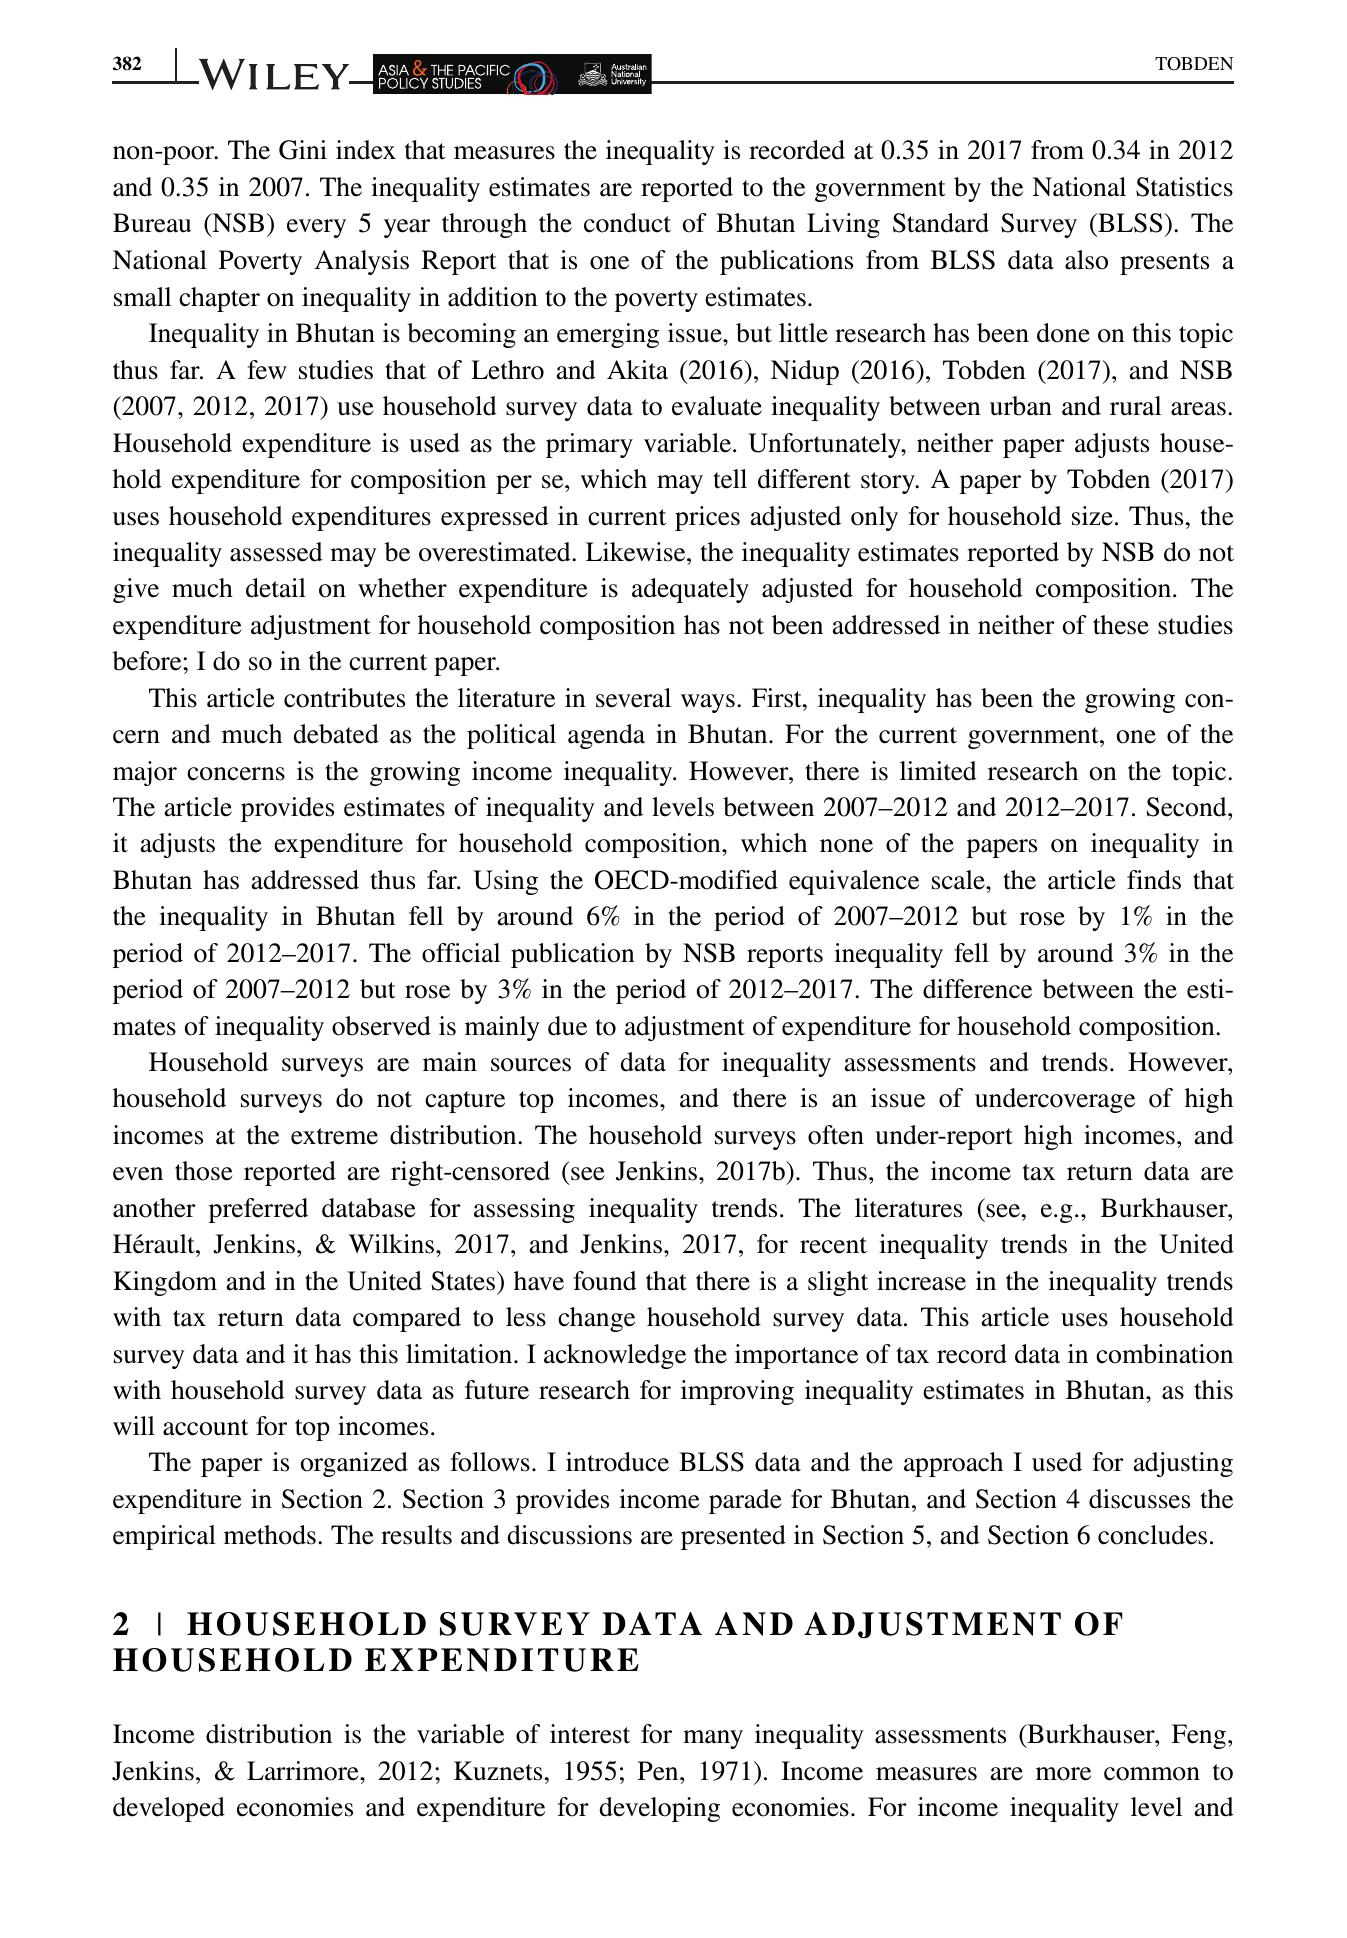 382
WILEY
ASIA & THE PACIFIC
POLICY STUDIES
Australian
National
University
TOBDEN
non-poor. The Gini index that measures the inequality is recorded at 0.35 in 2017 from 0.34 in 2012
and 0.35 in 2007. The inequality estimates are reported to the government by the National Statistics
Bureau (NSB) every 5 year through the conduct of Bhutan Living Standard Survey (BLSS). The
National Poverty Analysis Report that is one of the publications from BLSS data also presents a
small chapter on inequality in addition to the poverty estimates.
Inequality in Bhutan is becoming an emerging issue, but little research has been done on this topic
thus far. A few studies that of Lethro and Akita (2016), Nidup (2016), Tobden (2017), and NSB
(2007, 2012, 2017) use household survey data to evaluate inequality between urban and rural areas.
Household expenditure is used as the primary variable. Unfortunately, neither paper adjusts house-
hold expenditure for composition per se, which may tell different story. A paper by Tobden (2017)
uses household expenditures expressed in current prices adjusted only for household size. Thus, the
inequality assessed may be overestimated. Likewise, the inequality estimates reported by NSB do not
give much detail on whether expenditure is adequately adjusted for household composition. The
expenditure adjustment for household composition has not been addressed in neither of these studies
before; I do so in the current paper.
This article contributes the literature in several ways. First, inequality has been the growing con-
cern and much debated as the political agenda in Bhutan. For the current government, one of the
major concerns is the growing income inequality. However, there is limited research on the topic.
The article provides estimates of inequality and levels between 2007–2012 and 2012–2017. Second,
it adjusts the expenditure for household composition, which none of the papers on inequality in
Bhutan has addressed thus far. Using the OECD-modified equivalence scale, the article finds that
the inequality in Bhutan fell by around 6% in the period of 2007–2012 but rose by 1% in the
period of 2012–2017. The official publication by NSB reports inequality fell by around 3% in the
period of 2007–2012 but rose by 3% in the period of 2012–2017. The difference between the esti-
mates of inequality observed is mainly due to adjustment of expenditure for household composition.
Household surveys are main sources of data for inequality assessments and trends. However,
household surveys do not capture top incomes, and there is an issue of undercoverage of high
incomes at the extreme distribution. The household surveys often under-report high incomes, and
even those reported are right-censored (see Jenkins, 2017b). Thus, the income tax return data are
another preferred database for assessing inequality trends. The literatures (see, e.g., Burkhauser,
Hérault, Jenkins, & Wilkins, 2017, and Jenkins, 2017, for recent inequality trends in the United
Kingdom and in the United States) have found that there is a slight increase in the inequality trends
with tax return data compared to less change household survey data. This article uses household
survey data and it has this limitation. I acknowledge the importance of tax record data in combination
with household survey data as future research for improving inequality estimates in Bhutan, as this
will account for top incomes.
The paper is organized as follows. I introduce BLSS data and the approach I used for adjusting
expenditure in Section 2. Section 3 provides income parade for Bhutan, and Section 4 discusses the
empirical methods. The results and discussions are presented in Section 5, and Section 6 concludes.
2 | HOUSEHOLD SURVEY DATA AND ADJUSTMENT OF
HOUSEHOLD EXPENDITURE
Income distribution is the variable of interest for many inequality assessments (Burkhauser, Feng,
Jenkins, & Larrimore, 2012; Kuznets, 1955; Pen, 1971). Income measures are more common to
developed economies and expenditure for developing economies. For income inequality level and